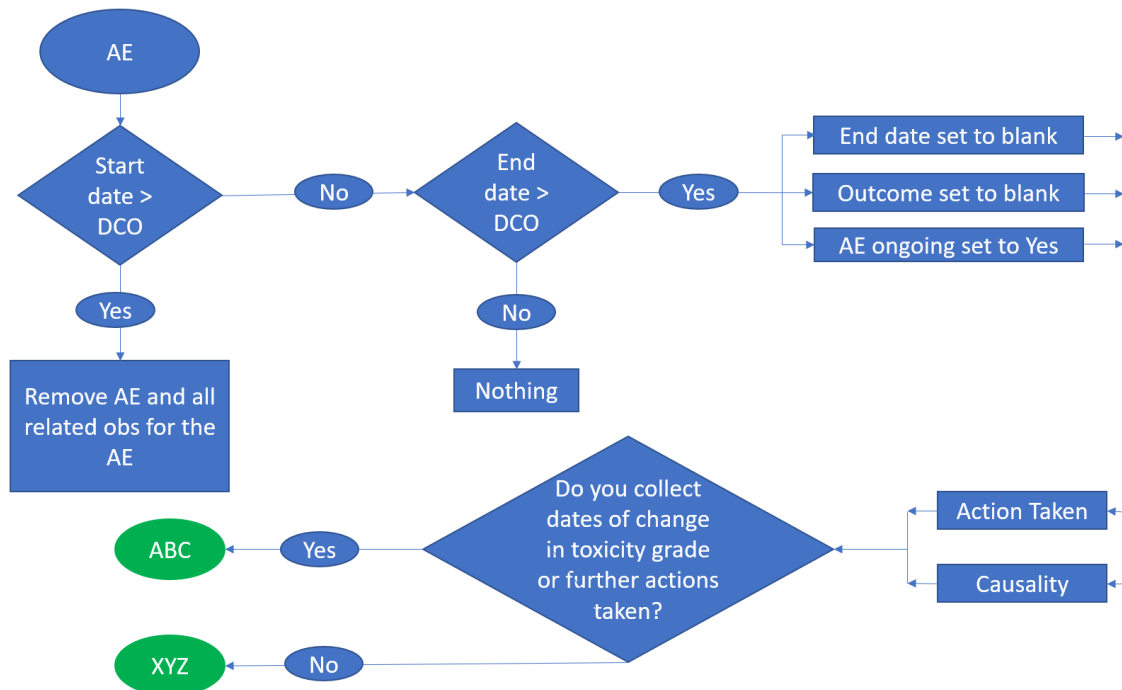 AE
Start
date >
DCO
No
End
date >
DCO
Yes
End date set to blank
Outcome set to blank
AE ongoing set to Yes
Yes
No
Remove AE and all
related obs for the
AE
Nothing
Do you collect
dates of change
in toxicity grade
or further actions
taken?
Action Taken
Causality
Yes
ABC
No
XYZ